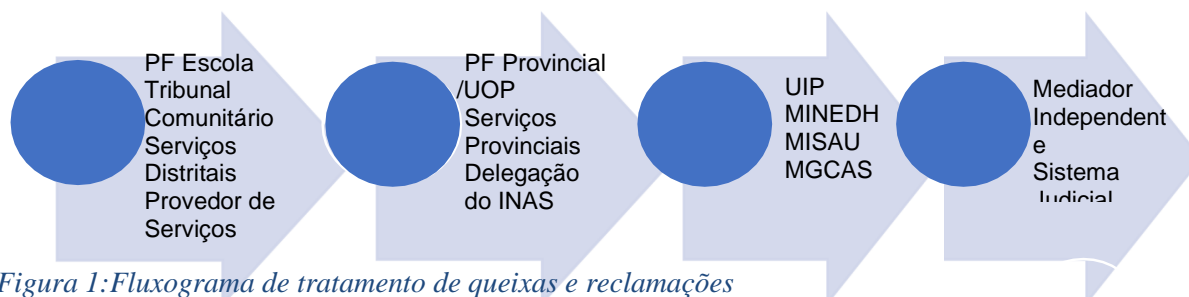 PF Escola
Tribunal
Comunitário
Serviços
Distritais
Provedor de
Serviços
PF Provincial
/UOP
Serviços
Provinciais
Delegação
do INAS
UIP
MINEDH
MISAU
MGCAS
Mediador
Independent
e
Sistema
Judicial
Figura 1:Fluxograma de tratamento de queixas e reclamações